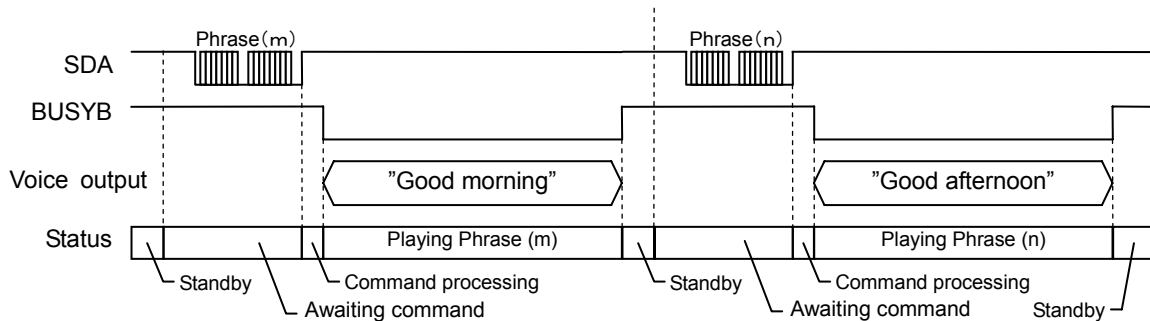 Phrase(m) Phrase(n)
SDA
BUSYB
Voice output ”Good morning” ”Good afternoon”
Status Playing Phrase (m) Playing Phrase (n)
Standby Command processing Standby Command processing
Awaiting command Awaiting command Standby